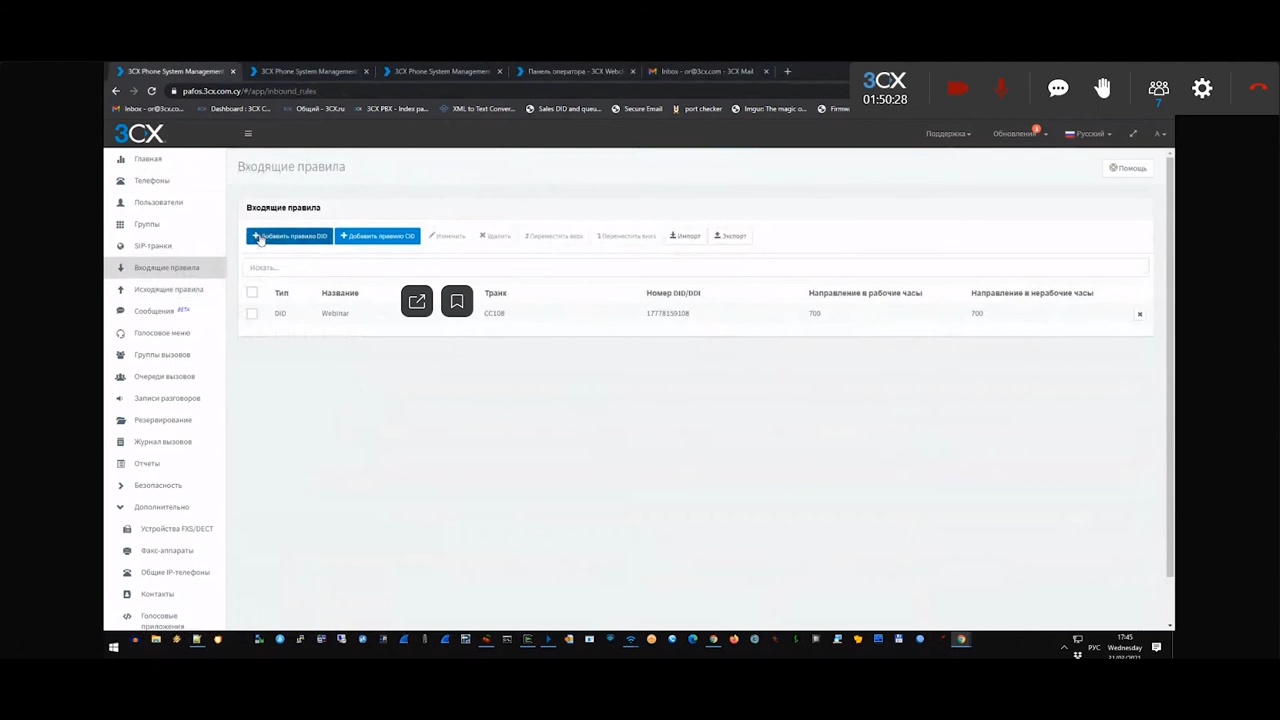 3CX Phone System Management
3CX Phone System Management
3CX Phone System Management
Панель оператора - 3CX Webcl
Inbox - or@3cx.com - 3CX Mail
3CX
01:50:28
7
pafos.3cx.com.cy/#/app/inbound_rules
Inbox - or@3cx.co...
Dashboard : 3CX C...
Общий - 3CX.ru
3CX PBX - Index pa...
XML to Text Conver...
Sales DID and queu...
Secure Email
port checker
Imgur: The magic o...
Firmw
3CX
Поддержка
Обновления
Русский
A
Главная
Телефоны
Пользователи
Группы
SIP-транки
Входящие правила
Исходящие правила
Сообщения BETA
Голосовое меню
Группы вызовов
Очереди вызовов
Записи разговоров
Резервирование
Журнал вызовов
Отчеты
Безопасность
Дополнительно
Устройства FXS/DECT
Факс-аппараты
Общие IP-телефоны
Контакты
Голосовые
приложения
Входящие правила
Помощь
Входящие правила
Добавить правило DID
Добавить правило CID
Изменить
Удалить
Переместить вверх
Переместить вниз
Импорт
Экспорт
Искать...
Тип Название Транк Номер DID/DDI Направление в рабочие часы Направление в нерабочие часы
DID Webinar CC108 17778159108 700 700
РУС
17:45
Wednesday